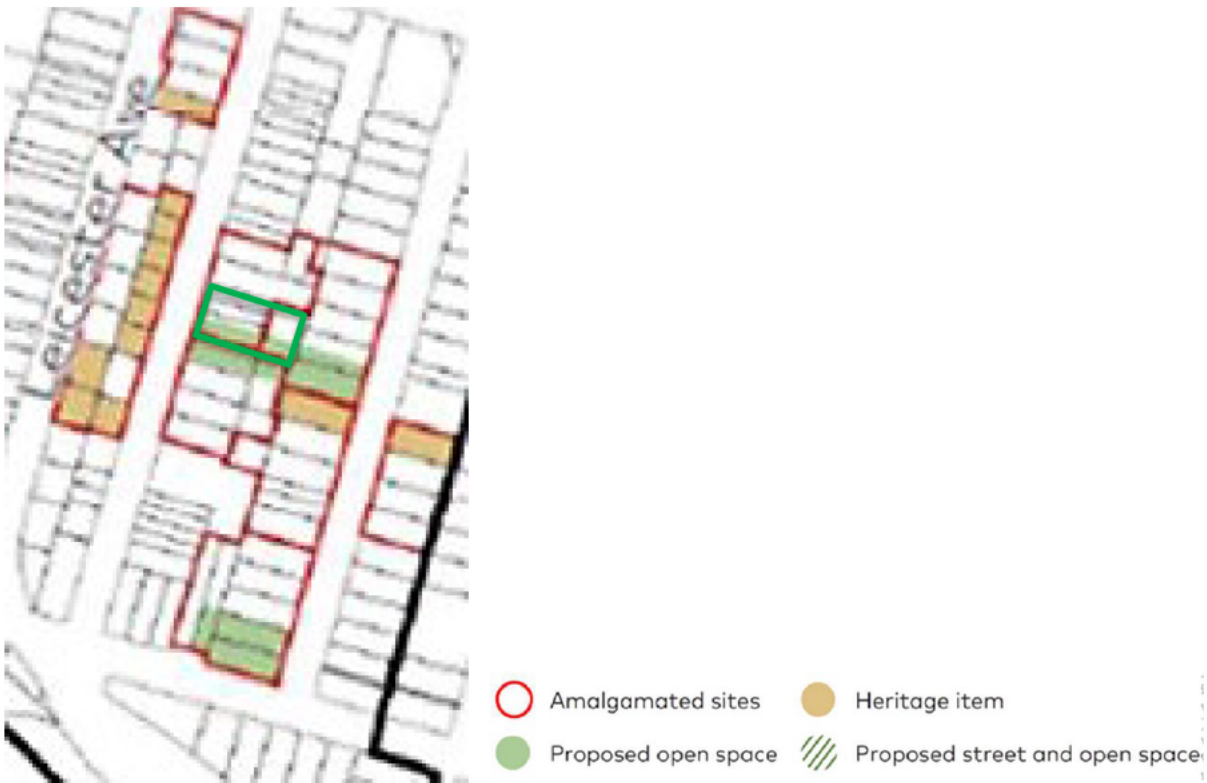 Leicester Ave
Amalgamated sites
Heritage item
Proposed open space
Proposed street and open space